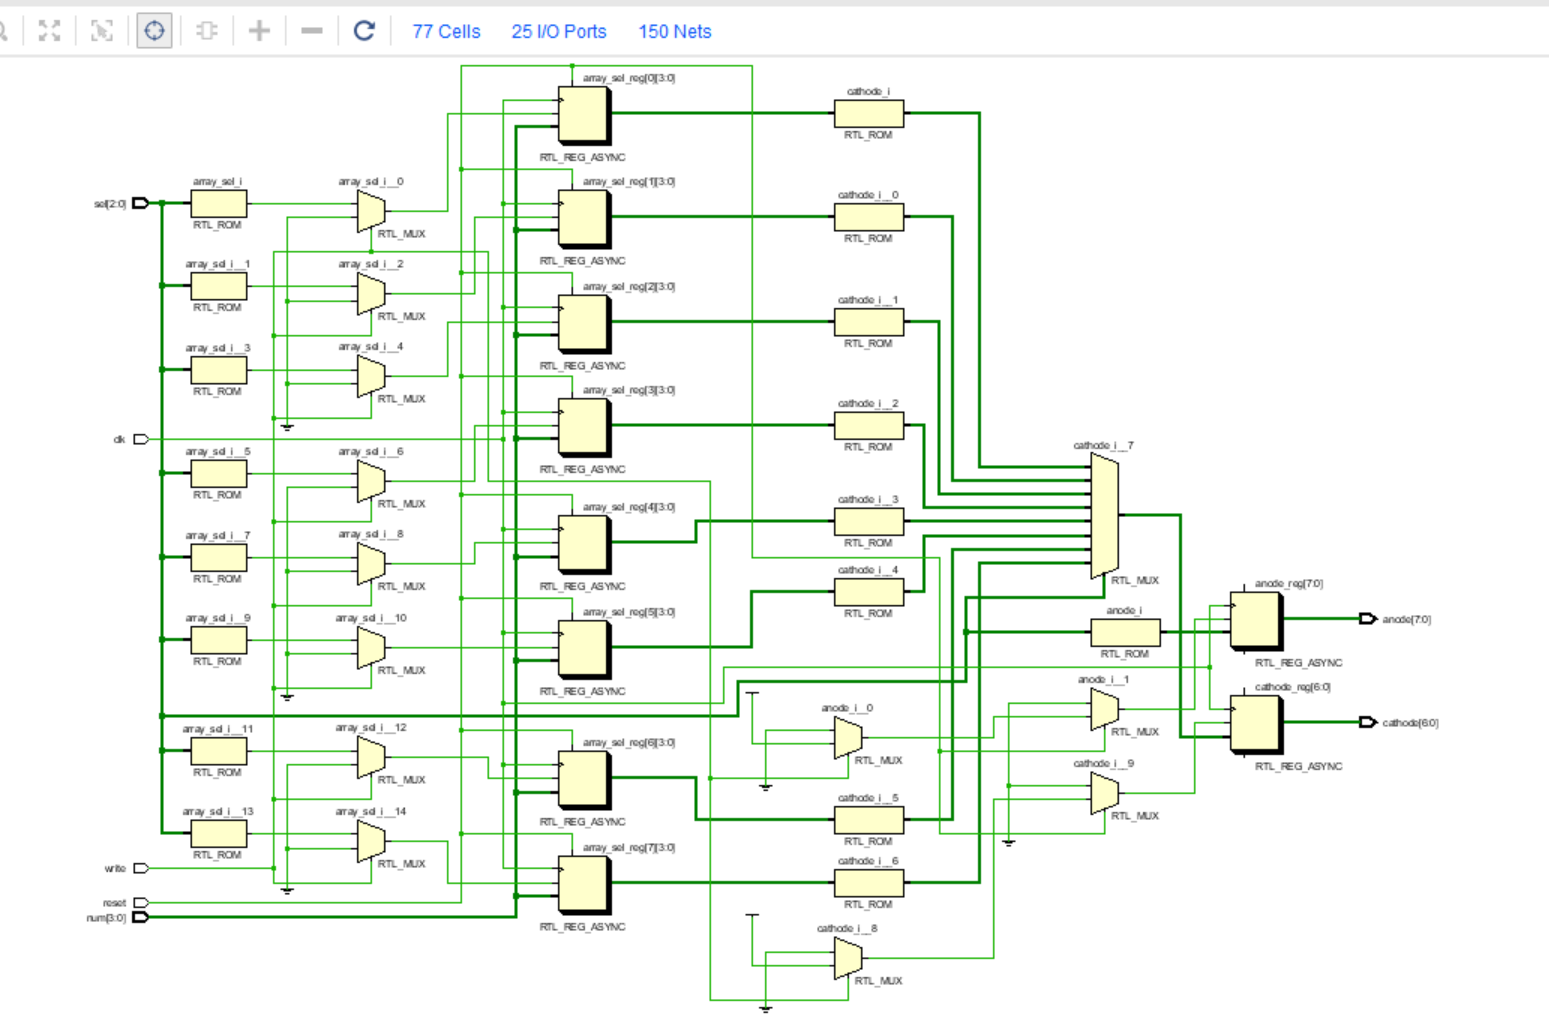 77 Cells 25 I/O Ports 150 Nets
array_sel_reg[0][3:0]
RTL_REG_ASYNC
cathode_i
RTL_ROM
sel[2:0]
array_sel_i
RTL_ROM
array_sel_i__0
RTL_MUX
array_sel_reg[1][3:0]
RTL_REG_ASYNC
cathode_i__0
RTL_ROM
array_sel_i__1
RTL_ROM
array_sel_i__2
RTL_MUX
array_sel_reg[2][3:0]
RTL_REG_ASYNC
cathode_i__1
RTL_ROM
array_sel_i__3
RTL_ROM
array_sel_i__4
RTL_MUX
array_sel_reg[3][3:0]
RTL_REG_ASYNC
cathode_i__2
RTL_ROM
clk
array_sel_i__5
RTL_ROM
array_sel_i__6
RTL_MUX
cathode_i__7
RTL_MUX
array_sel_reg[4][3:0]
RTL_REG_ASYNC
cathode_i__3
RTL_ROM
array_sel_i__7
RTL_ROM
array_sel_i__8
RTL_MUX
cathode_i__4
RTL_ROM
anode_reg[7:0]
RTL_REG_ASYNC
anode[7:0]
array_sel_i__9
RTL_ROM
array_sel_i__10
RTL_MUX
array_sel_reg[5][3:0]
RTL_REG_ASYNC
anode_i
RTL_ROM
anode_i__1
RTL_MUX
cathode_reg[6:0]
RTL_REG_ASYNC
cathode[6:0]
array_sel_i__11
RTL_ROM
array_sel_i__12
RTL_MUX
array_sel_reg[6][3:0]
RTL_REG_ASYNC
anode_i__0
RTL_MUX
cathode_i__9
RTL_MUX
array_sel_i__13
RTL_ROM
array_sel_i__14
RTL_MUX
cathode_i__5
RTL_ROM
array_sel_reg[7][3:0]
RTL_REG_ASYNC
cathode_i__6
RTL_ROM
write
reset
num[3:0]
cathode_i__8
RTL_MUX